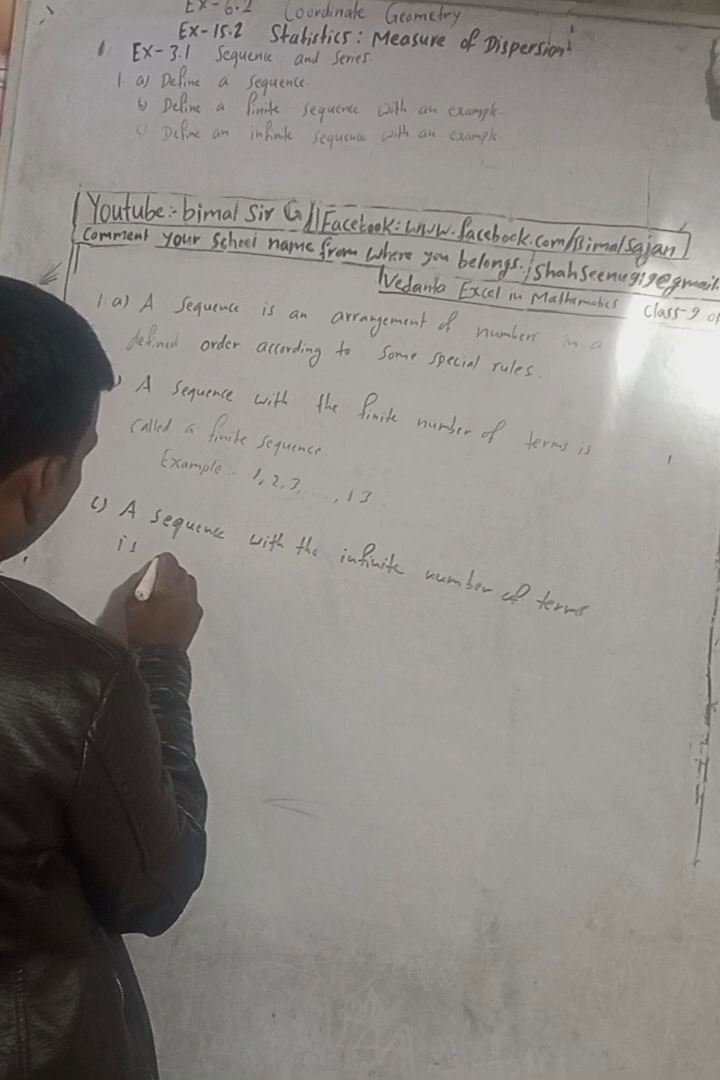 Ex-6.2 Coordinate Geometry
Ex-15.2 Statistics: Measure of Dispersion
Ex-3.1 Sequence and Series.
1. a) Define a sequence.
b) Define a finite sequence with an example.
c) Define an infinite sequence with an example.
Youtube:- bimal Sir G || Facebook: www.facebook.com/Bimalsajan
Comment your School name from where you belongs. / shahseenu
Vedanta Excel in Mathematics Class-9
1. a) A Sequence is an arrangement of numbers in a
defined order according to some special rules.
) A Sequence with the finite number of terms is
called a finite sequence.
Example:- 1, 2, 3, ..., 13
c) A sequence with the infinite number of terms
is